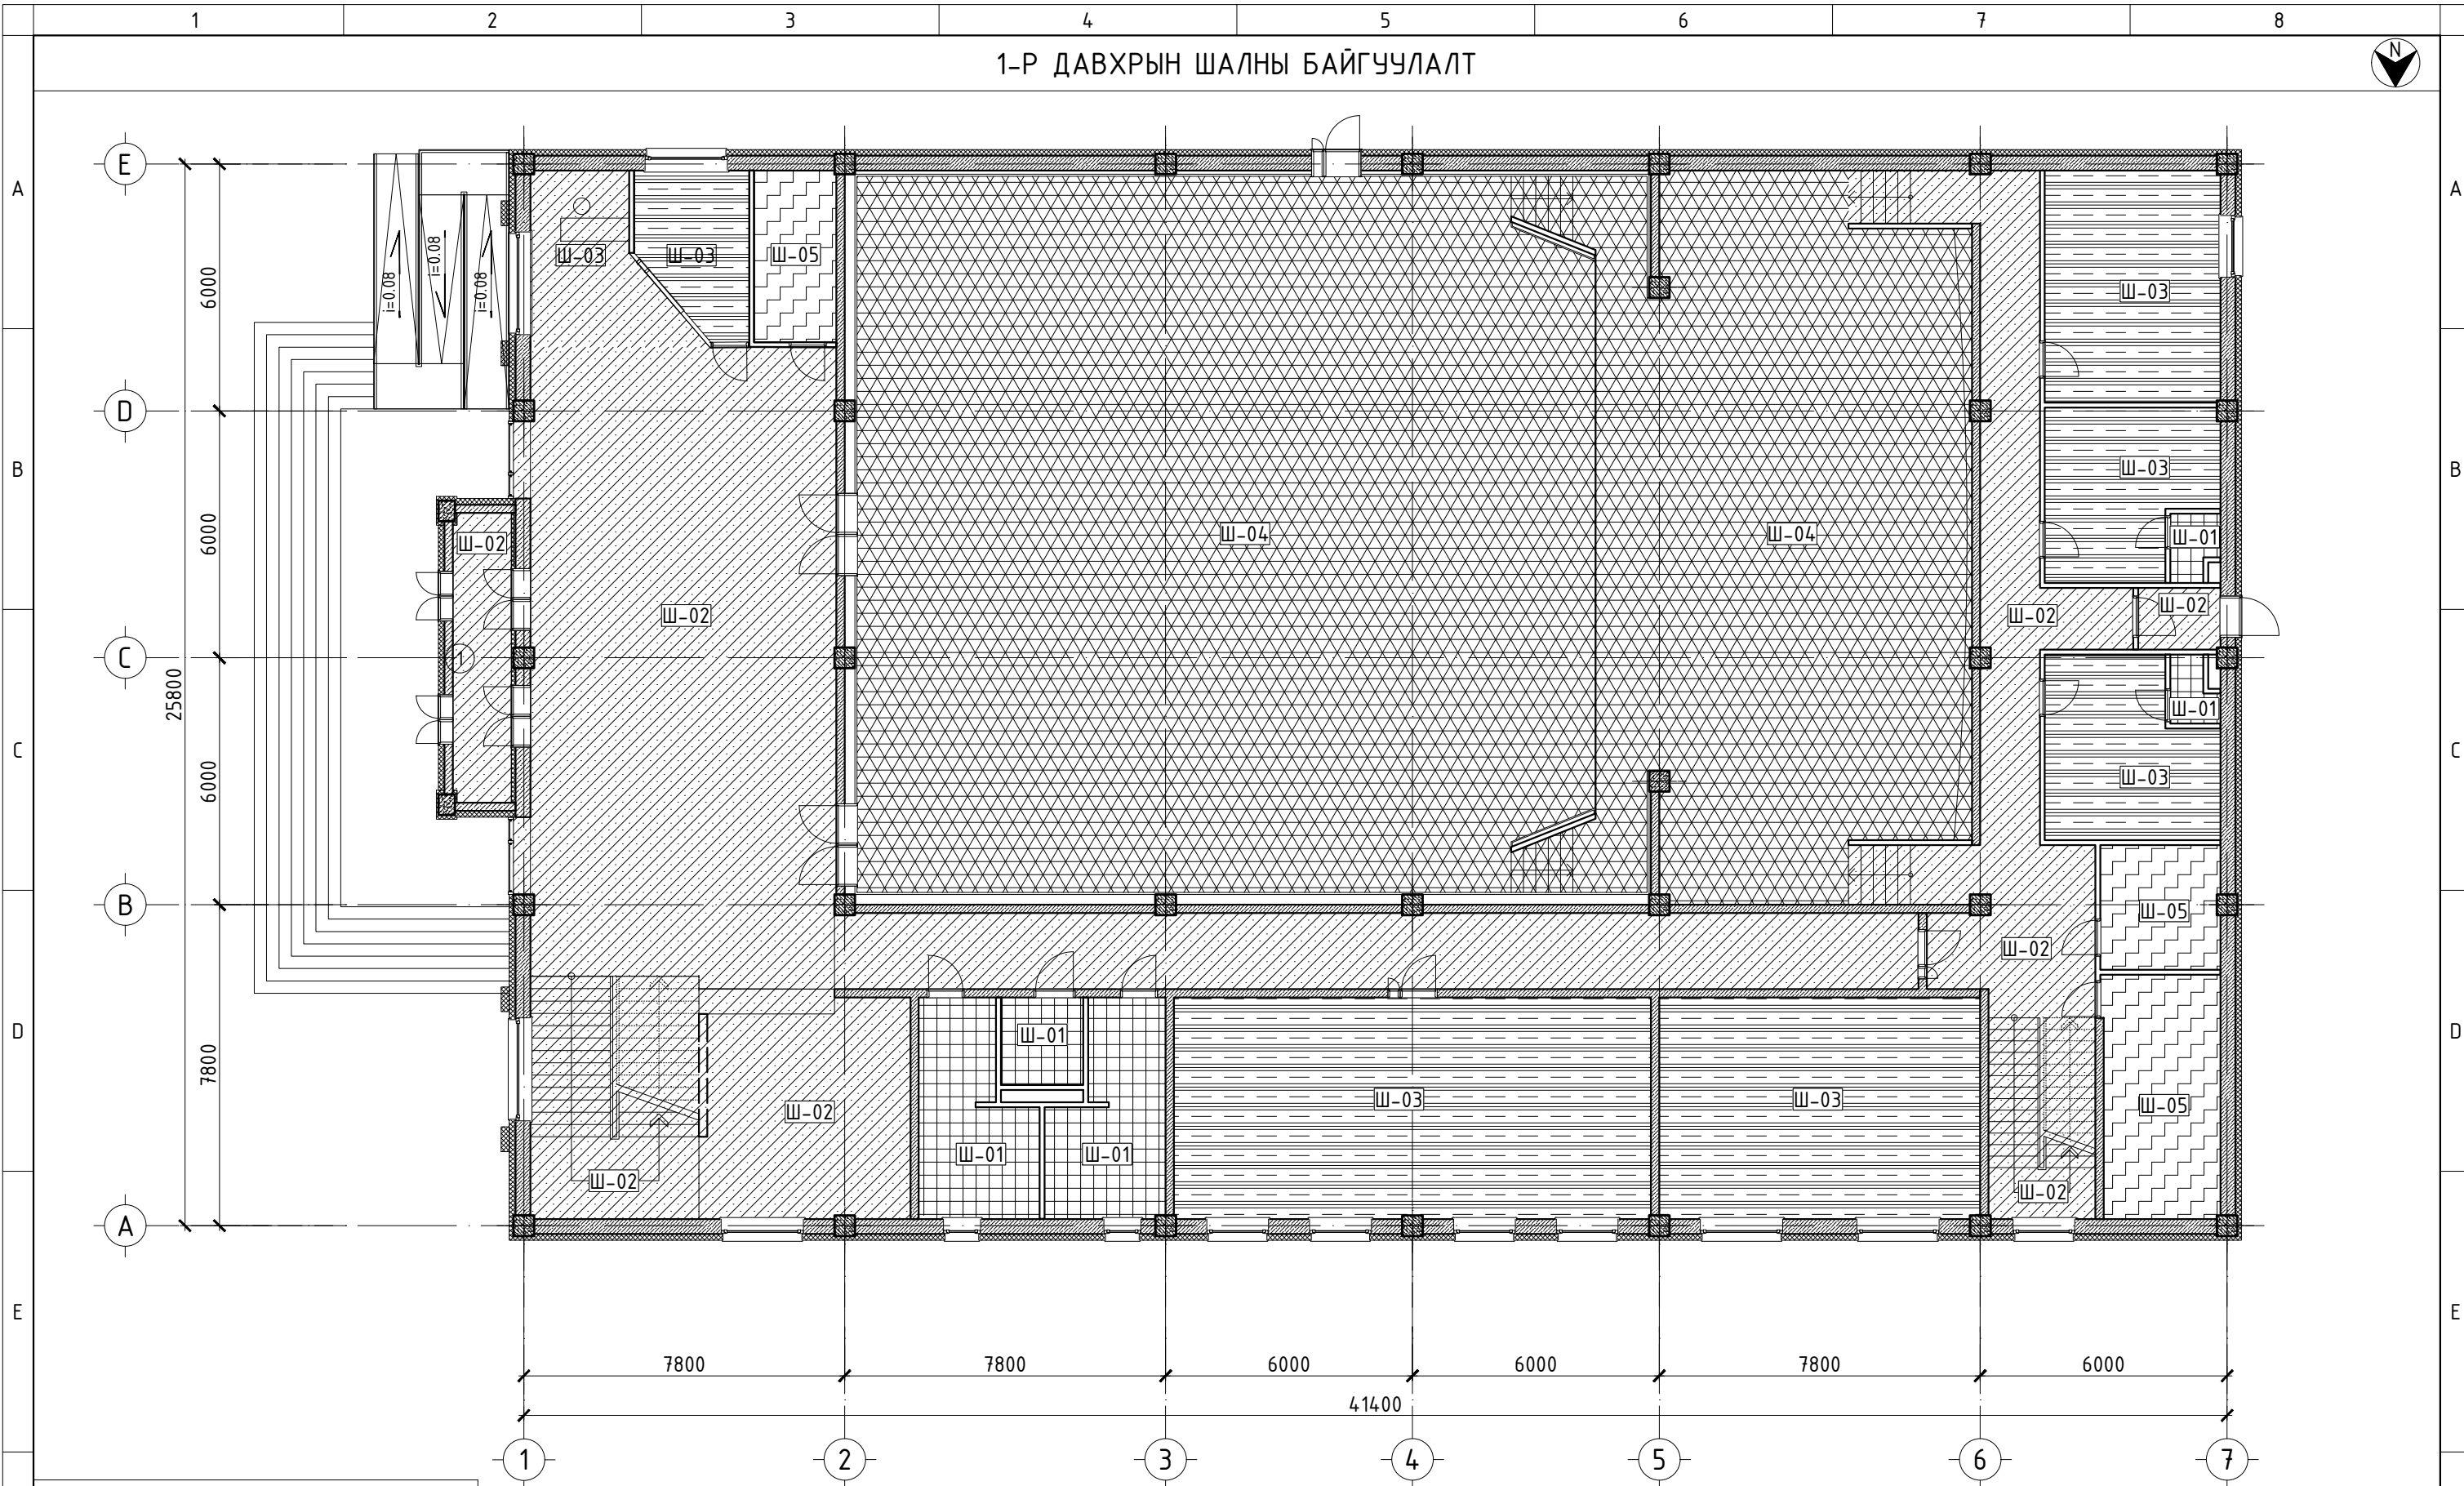 1 2 3 4 5 6 7 8
1-Р ДАВХРЫН ШАЛНЫ БАЙГУУЛАЛТ
N
E
A A
Ш-03 Ш-03 Ш-05
i=0.08 i=0.08 i=0.08
6000
Ш-03
D
B B
Ш-03
6000
Ш-02 Ш-04 Ш-04 Ш-01
Ш-02 Ш-02 Ш-02
C 1
25800
Ш-01
C C
6000
Ш-03
B
Ш-05
Ш-02
D D
Ш-01
7800
Ш-03 Ш-03 Ш-05
Ш-02
Ш-01 Ш-01
Ш-02 Ш-02
A
E E
7800 7800 6000 6000 7800 6000
41400
1 2 3 4 5 6 7